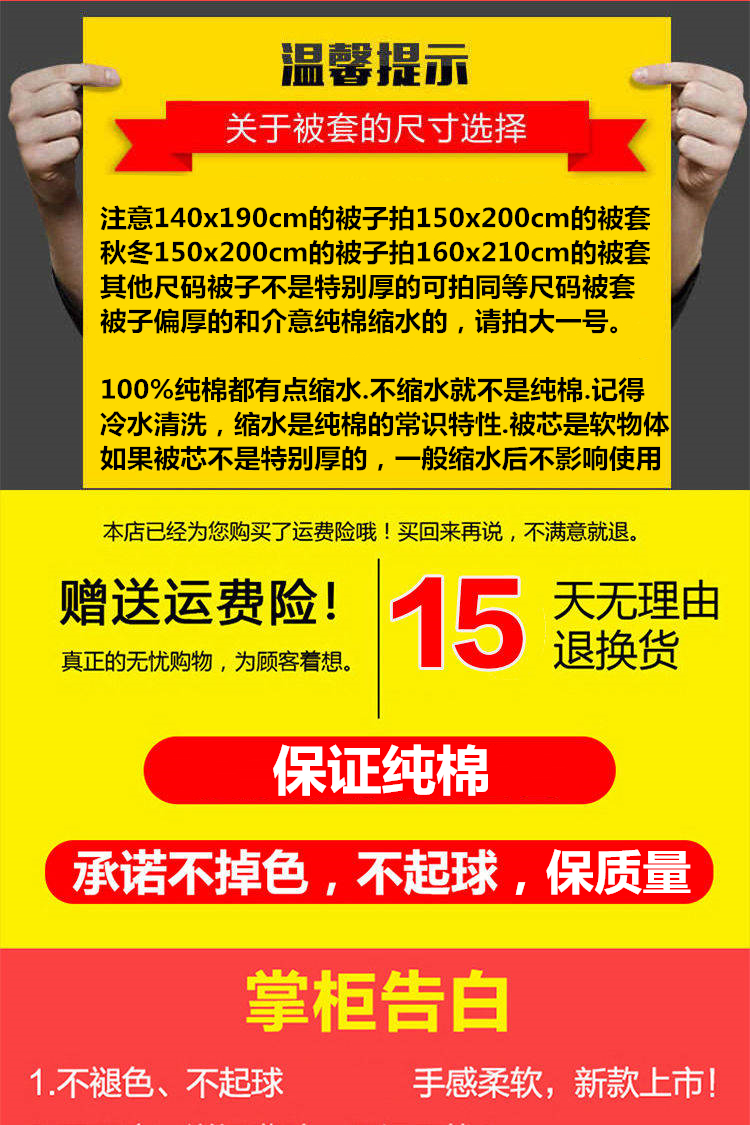 温馨提示
关于被套的尺寸选择
注意140x190cm的被子拍150x200cm的被套
秋冬150x200cm的被子拍160x210cm的被套
其他尺码被子不是特别厚的可拍同等尺码被套
被子偏厚的和介意纯棉缩水的，请拍大一号。
100%纯棉都有点缩水.不缩水就不是纯棉.记得
冷水清洗，缩水是纯棉的常识特性.被芯是软物体
如果被芯不是特别厚的，一般缩水后不影响使用
本店已经为您购买了运费险哦！买回来再说，不满意就退。
赠送运费险！
真正的无忧购物，为顾客着想。
15
天无理由
退换货
保证纯棉
承诺不掉色，不起球，保质量
掌柜告白
1.不褪色、不起球 手感柔软，新款上市！